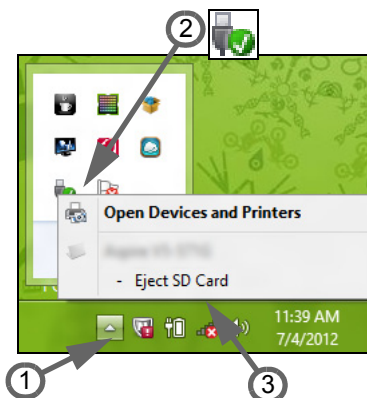 2
Open Devices and Printers
- Eject SD Card
11:39 AM
7/4/2012
1
3